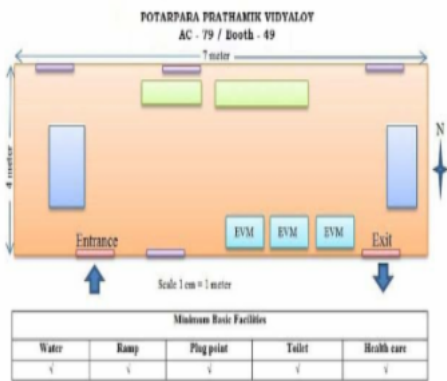 POTARPARA PRATHAMIK VIDYALOY
AC - 79 / Booth - 49
7 meter
4 meter
N
EVM EVM EVM
Entrance Exit
Scale 1 cm = 1 meter
Minimum Basic Facilities
Water Ramp Plug point Toilet Health care
√ √ √ √ √